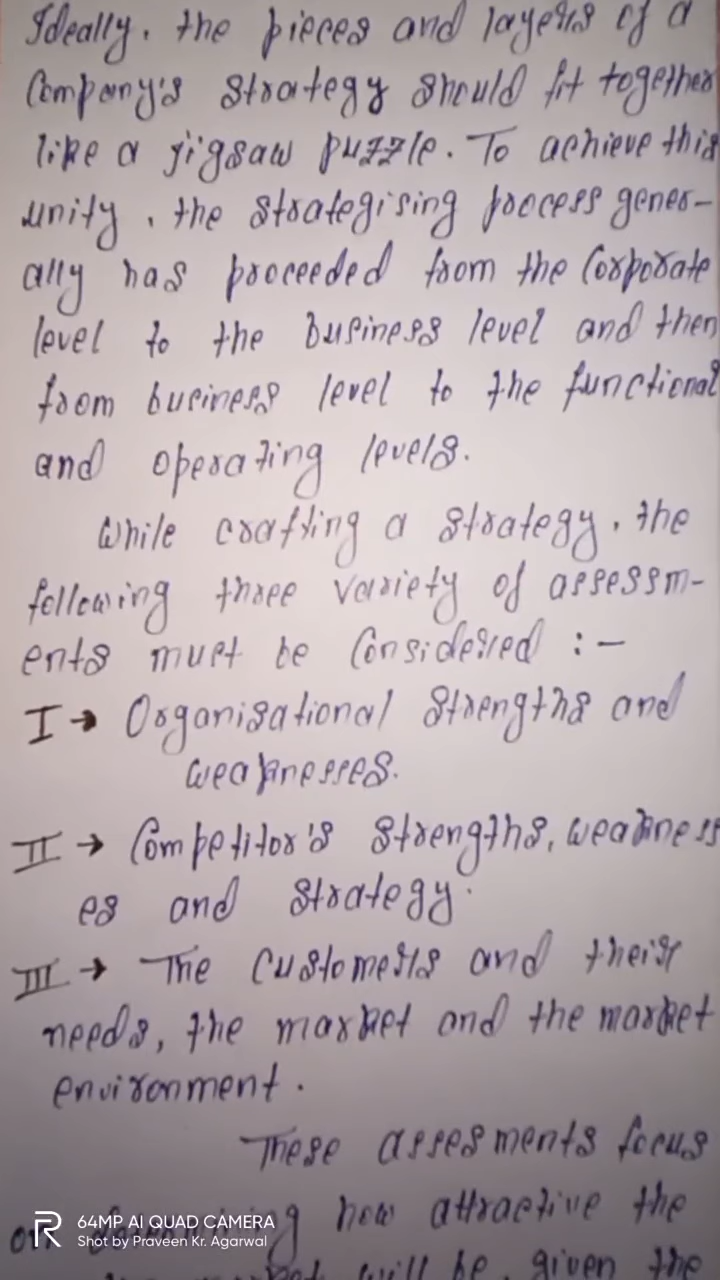 Ideally, the pieces and layers of a
Company's strategy should fit together
like a jigsaw puzzle. To achieve this
unity, the strategising process gener-
ally has proceeded from the Corporate
level to the business level and then
from business level to the functional
and operating levels.
While crafting a strategy, the
following three variety of assessm-
ents must be Considered :-
I → Organisational Strengths and
weaknesses.
II → Competitor's strengths, weakness
es and strategy.
III → The Customers and their
needs, the market and the market
environment.
These assesments focus
on how attractive the
will be, given the
64MP AI QUAD CAMERA
Shot by Praveen Kr. Agarwal